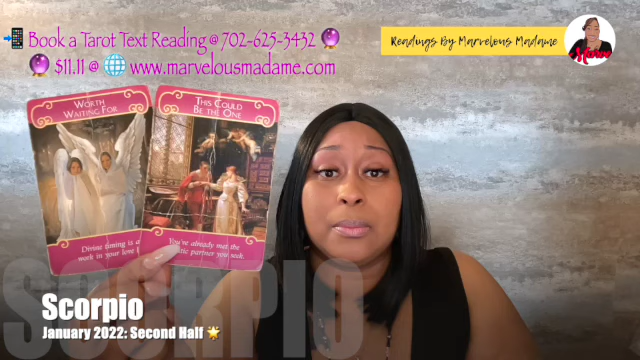 📲 Book a Tarot Text Reading @ 702-625-3432 🔮
🔮 $11.11 @ 🌐 www.marvelousmadame.com
Readings By Marvelous Madame
WORTH
WAITING FOR
Divine timing is at
work in your love
THIS COULD
BE THE ONE
You've already met the
partner you seek.
SCORPIO
Scorpio
January 2022: Second Half 🌟